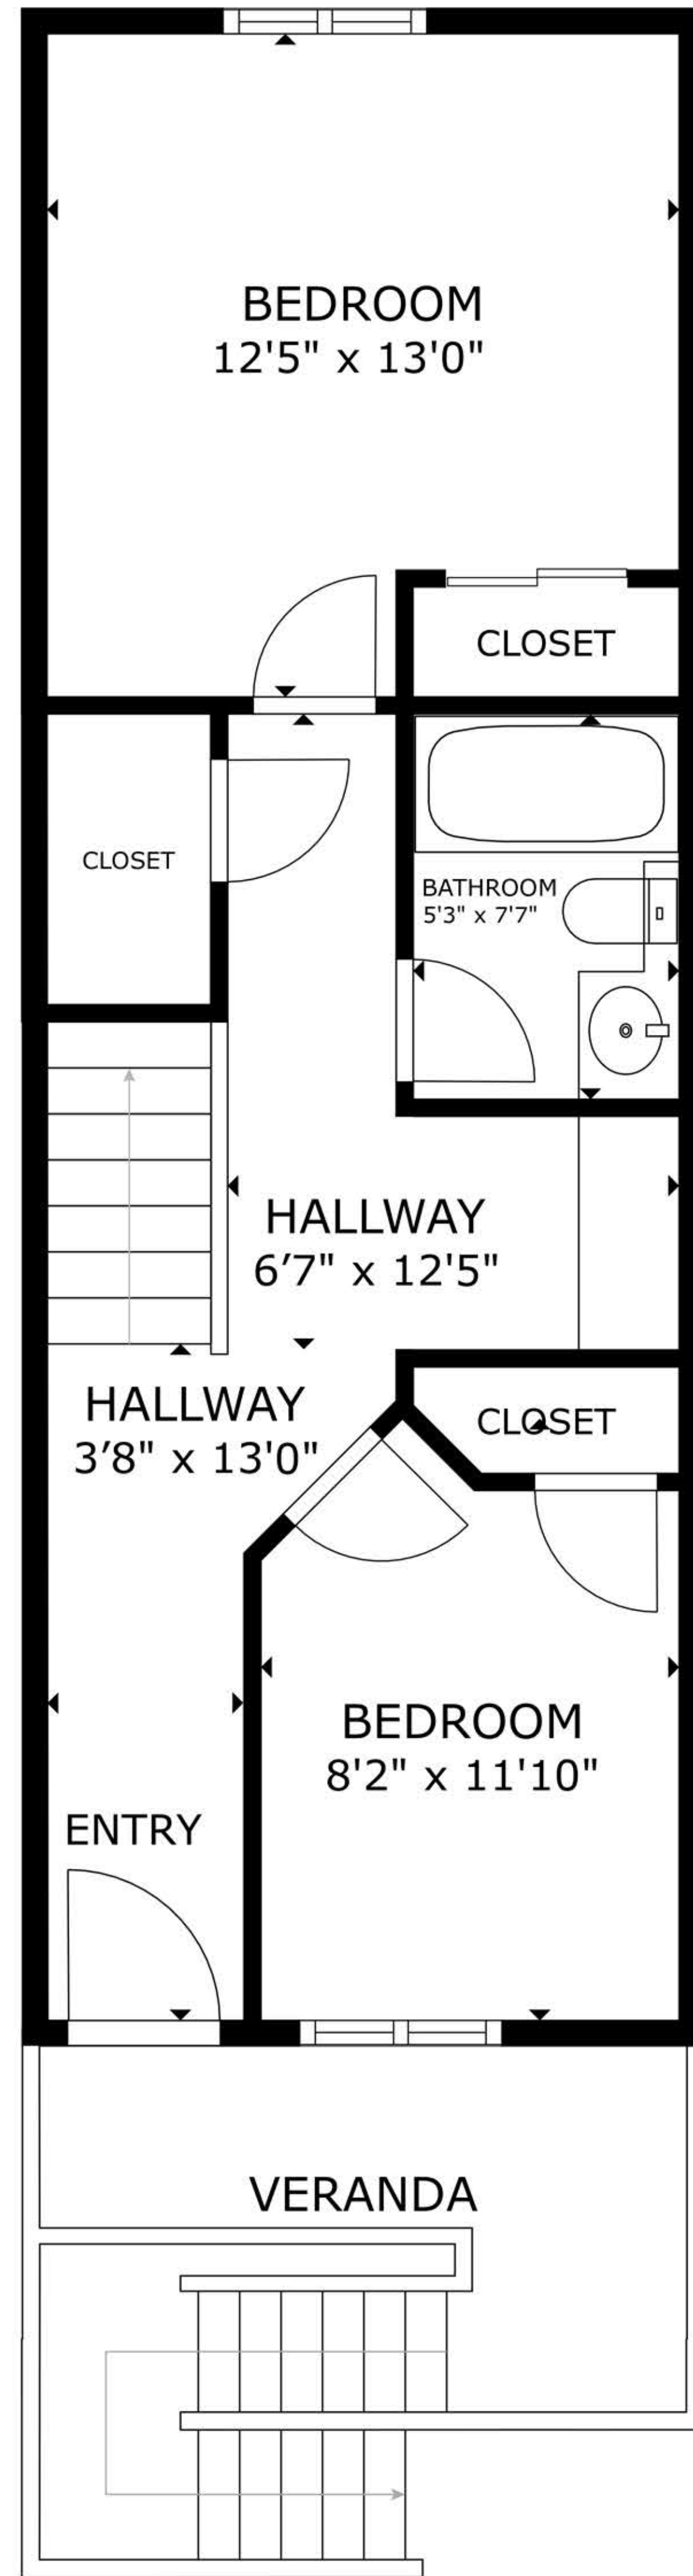 BEDROOM
12'5" x 13'0"
CLOSET
CLOSET
BATHROOM
5'3" x 7'7"
HALLWAY
6'7" x 12'5"
HALLWAY
3'8" x 13'0"
CLOSET
BEDROOM
8'2" x 11'10"
ENTRY
VERANDA